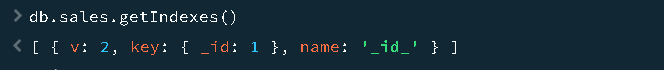 > db.sales.getIndexes()
< [ { v: 2, key: { _id: 1 }, name: '_id_' } ]